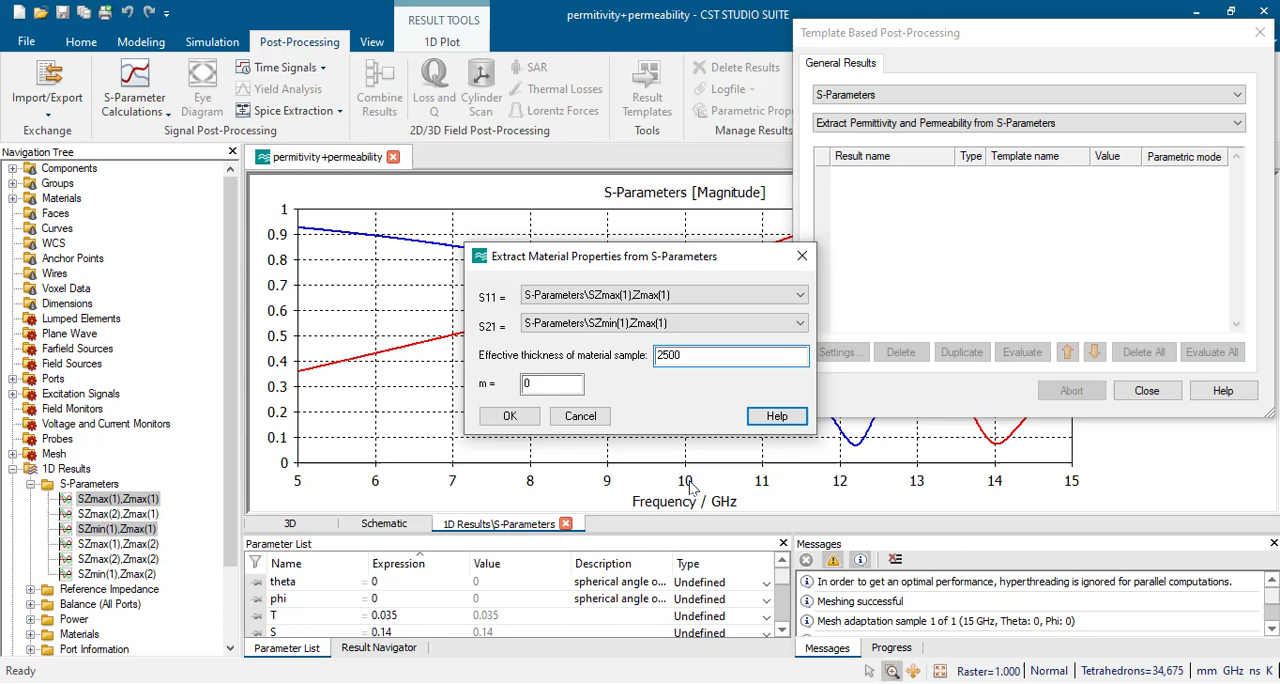 RESULT TOOLS
permitivity+permeability - CST STUDIO SUITE
File Home Modeling Simulation Post-Processing View 1D Plot
Import/Export
Exchange
S-Parameter Calculations
Eye Diagram
Time Signals
Yield Analysis
Spice Extraction
Signal Post-Processing
Combine Results
Loss and Q
Cylinder Scan
SAR
Thermal Losses
Lorentz Forces
2D/3D Field Post-Processing
Result Templates
Tools
Delete Results
Logfile
Parametric Prop
Manage Results
Template Based Post-Processing
General Results
S-Parameters
Extract Permittivity and Permeability from S-Parameters
Result name Type Template name Value Parametric mode
Settings... Delete Duplicate Evaluate Delete All Evaluate All
Abort Close Help
Navigation Tree
Components
Groups
Materials
Faces
Curves
WCS
Anchor Points
Wires
Voxel Data
Dimensions
Lumped Elements
Plane Wave
Farfield Sources
Field Sources
Ports
Excitation Signals
Field Monitors
Voltage and Current Monitors
Probes
Mesh
1D Results
S-Parameters
SZmax(1),Zmax(1)
SZmax(2),Zmax(1)
SZmin(1),Zmax(1)
SZmax(1),Zmax(2)
SZmax(2),Zmax(2)
SZmin(1),Zmax(2)
Reference Impedance
Balance (All Ports)
Power
Materials
Port Information
permitivity+permeability
S-Parameters [Magnitude]
1
0.9
0.8
0.7
0.6
0.5
0.4
0.3
0.2
0.1
0
5 6 7 8 9 10 11 12 13 14 15
Frequency / GHz
Extract Material Properties from S-Parameters
S11 = S-Parameters\SZmax(1),Zmax(1)
S21 = S-Parameters\SZmin(1),Zmax(1)
Effective thickness of material sample: 2500
m = 0
OK Cancel Help
3D Schematic 1D Results\S-Parameters
Parameter List
Name Expression Value Description Type
theta = 0 0 spherical angle o... Undefined
phi = 0 0 spherical angle o... Undefined
T = 0.035 0.035 Undefined
S = 0.14 0.14 Undefined
Parameter List Result Navigator
Messages
In order to get an optimal performance, hyperthreading is ignored for parallel computations.
Meshing successful
Mesh adaptation sample 1 of 1 (15 GHz, Theta: 0, Phi: 0)
Messages Progress
Ready
Raster=1.000 Normal Tetrahedrons=34,675 mm GHz ns K